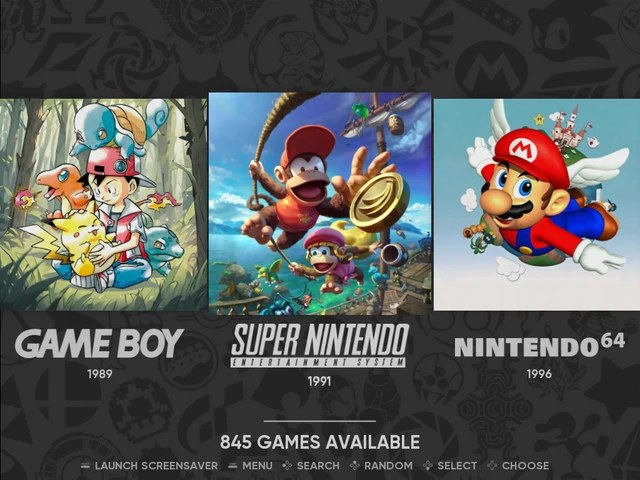 GAME BOY
1989
SUPER NINTENDO
ENTERTAINMENT SYSTEM
1991
NINTENDO64
1996
845 GAMES AVAILABLE
LAUNCH SCREENSAVER MENU SEARCH RANDOM SELECT CHOOSE